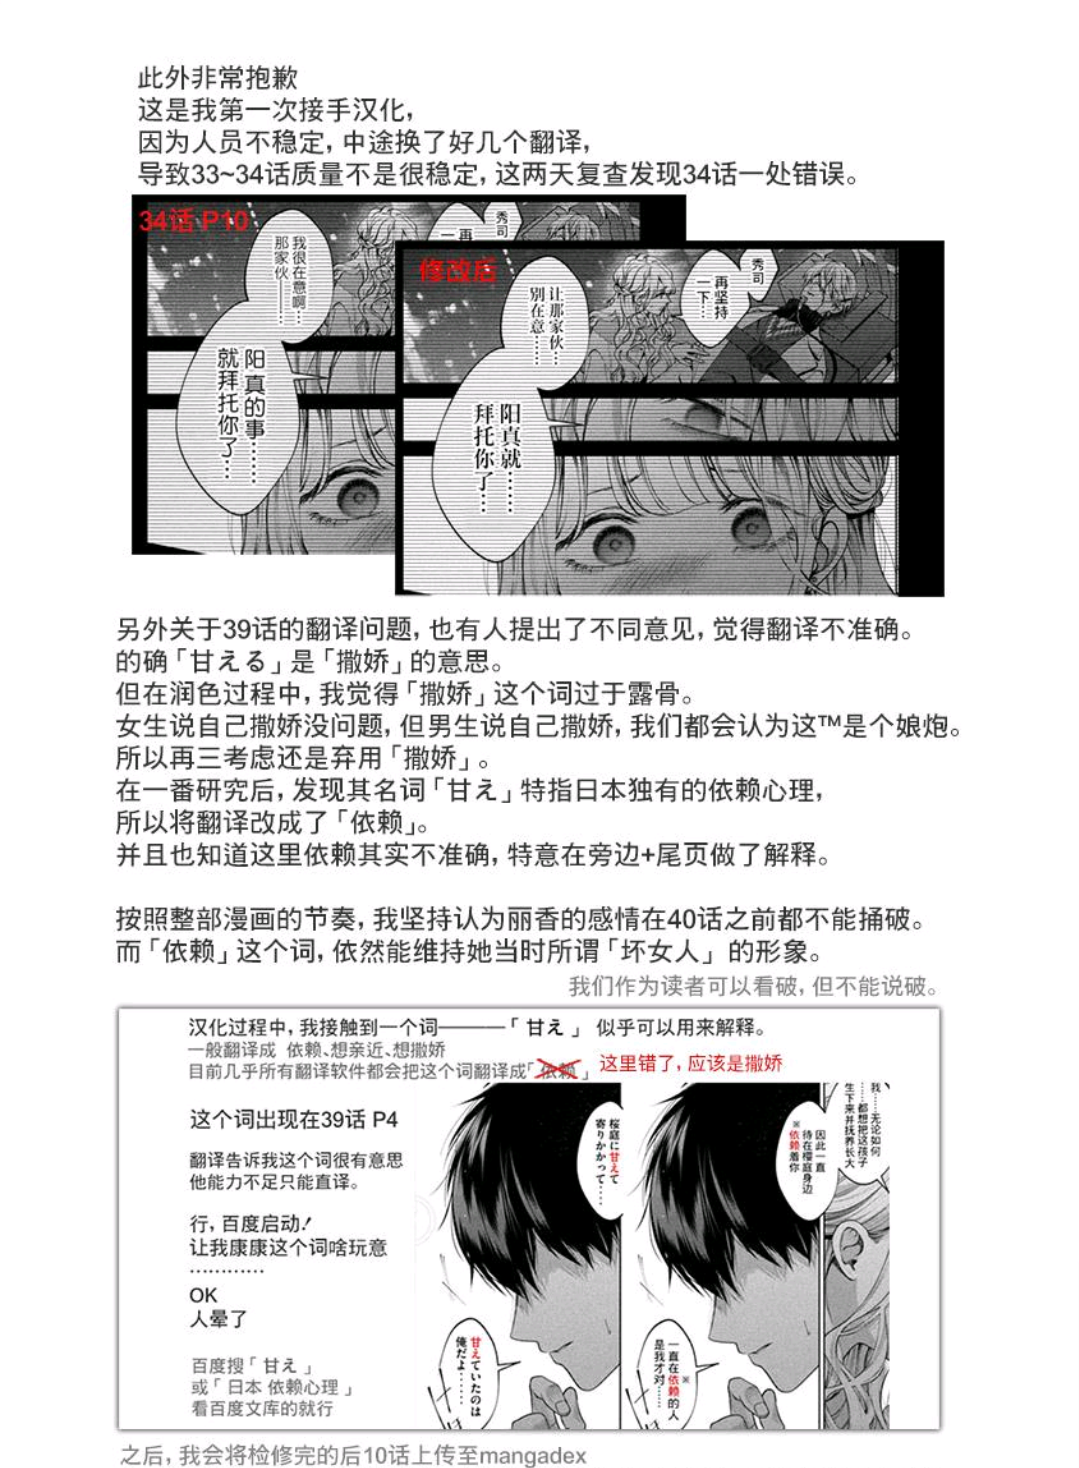 此外非常抱歉
这是我第一次接手汉化，
因为人员不稳定，中途换了好几个翻译，
导致33~34话质量不是很稳定，这两天复查发现34话一处错误。
34话 P10
秀司
一再
我很在意啊…
那家伙………
阳真的事……
就拜托你了…
修改后
秀司
再坚持
一下…
让那家伙…
别在意……
阳真就……
拜托你了…
另外关于39话的翻译问题，也有人提出了不同意见，觉得翻译不准确。
的确「甘える」是「撒娇」的意思。
但在润色过程中，我觉得「撒娇」这个词过于露骨。
女生说自己撒娇没问题，但男生说自己撒娇，我们都会认为这™是个娘炮。
所以再三考虑还是弃用「撒娇」。
在一番研究后，发现其名词「甘え」特指日本独有的依赖心理，
所以将翻译改成了「依赖」。
并且也知道这里依赖其实不准确，特意在旁边+尾页做了解释。
按照整部漫画的节奏，我坚持认为丽香的感情在40话之前都不能捅破。
而「依赖」这个词，依然能维持她当时所谓「坏女人」的形象。
我们作为读者可以看破，但不能说破。
汉化过程中，我接触到一个词———「甘え」 似乎可以用来解释。
一般翻译成 依赖、想亲近、想撒娇
目前几乎所有翻译软件都会把这个词翻译成「依赖」 这里错了，应该是撒娇
这个词出现在39话 P4
翻译告诉我这个词很有意思
他能力不足只能直译。
行，百度启动！
让我康康这个词啥玩意
…………
OK
人晕了
百度搜「甘え」
或「日本 依赖心理」
看百度文库的就行
桜庭に甘えて
寄りかかって……
甘えていたのは
俺だよ……
我……无论如何
……都想把这孩子
生下来并抚养长大
因此一直
待在樱庭身边
※依赖着你
一直在依赖※的人
是我才对……
之后，我会将检修完的后10话上传至mangadex